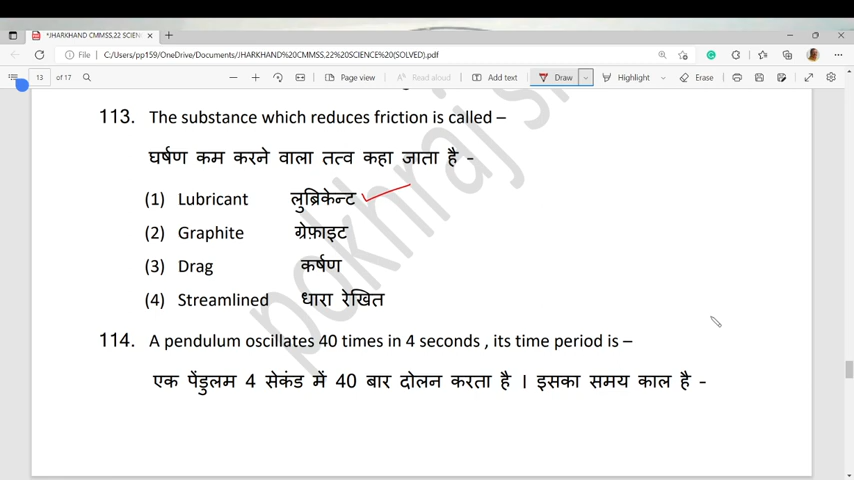 *JHARKHAND CMMSS,22 SCIEN
File C:/Users/pp159/OneDrive/Documents/JHARKHAND%20CMMSS,22%20SCIENCE%20(SOLVED).pdf
13 of 17 Page view Read aloud Add text Draw Highlight Erase
113. The substance which reduces friction is called –
घर्षण कम करने वाला तत्व कहा जाता है -
(1) Lubricant लुब्रिकेन्ट
(2) Graphite ग्रेफ़ाइट
(3) Drag कर्षण
(4) Streamlined धारा रेखित
114. A pendulum oscillates 40 times in 4 seconds , its time period is –
एक पेंडुलम 4 सेकंड में 40 बार दोलन करता है । इसका समय काल है -